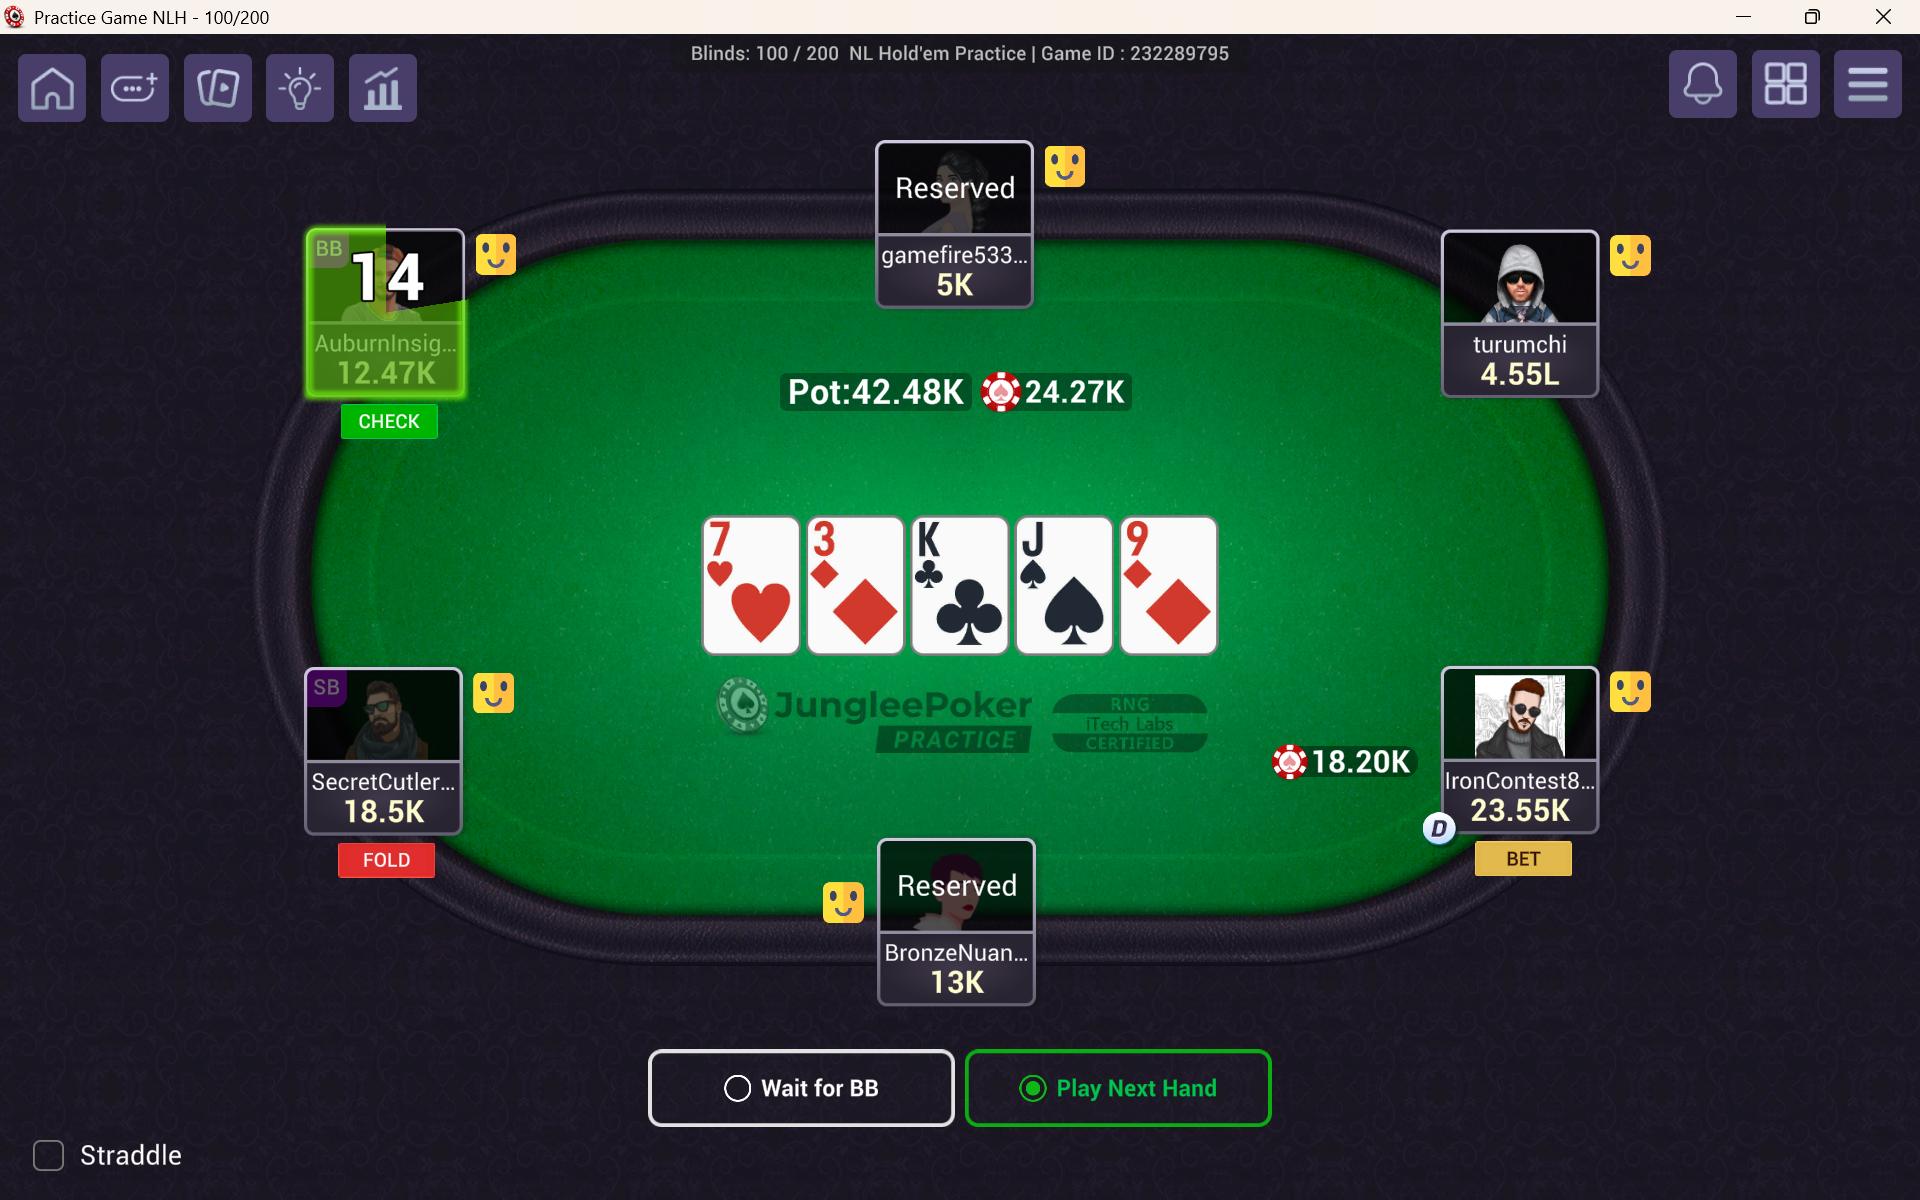 Practice Game NLH - 100/200
Blinds: 100 / 200 NL Hold'em Practice | Game ID : 232289795
Reserved
gamefire533...
5K
BB
14
AuburnInsig...
12.47K
CHECK
turumchi
4.55L
Pot:42.48K
24.27K
7
3
K
J
9
SB
SecretCutler...
18.5K
FOLD
JungleePoker
PRACTICE
RNG
iTech Labs
CERTIFIED
18.20K
IronContest8...
23.55K
D
BET
Reserved
BronzeNuan...
13K
Wait for BB
Play Next Hand
Straddle